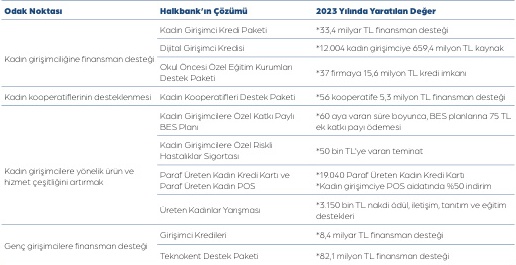 Odak Noktası Halkbank'ın Çözümü 2023 Yılında Yaratılan Değer
Kadın girişimciliğine finansman desteği
Kadın Girişimci Kredi Paketi *33,4 milyar TL finansman desteği
Dijital Girişimci Kredisi *12.004 kadın girişimciye 659,4 milyon TL kaynak
Okul Öncesi Özel Eğitim Kurumları
Destek Paketi
*37 firmaya 15,6 milyon TL kredi imkanı
Kadın kooperatiflerinin desteklenmesi Kadın Kooperatifleri Destek Paketi *56 kooperatife 5,3 milyon TL finansman desteği
Kadın girişimcilere yönelik ürün ve
hizmet çeşitliğini artırmak
Kadın Girişimcilere Özel Katkı Paylı
BES Planı
*60 aya varan süre boyunca, BES planlarına 75 TL
ek katkı payı ödemesi
Kadın Girişimcilere Özel Riskli
Hastalıklar Sigortası
*50 bin TL'ye varan teminat
Paraf Üreten Kadın Kredi Kartı ve
Paraf Üreten Kadın POS
*19.040 Paraf Üreten Kadın Kredi Kartı
*Kadın girişimciye POS aidatında %50 indirim
Üreten Kadınlar Yarışması
*3.150 bin TL nakdi ödül, iletişim, tanıtım ve eğitim
destekleri
Genç girişimcilere finansman desteği
Girişimci Kredileri *8,4 milyar TL finansman desteği
Teknokent Destek Paketi *82,1 milyon TL finansman desteği